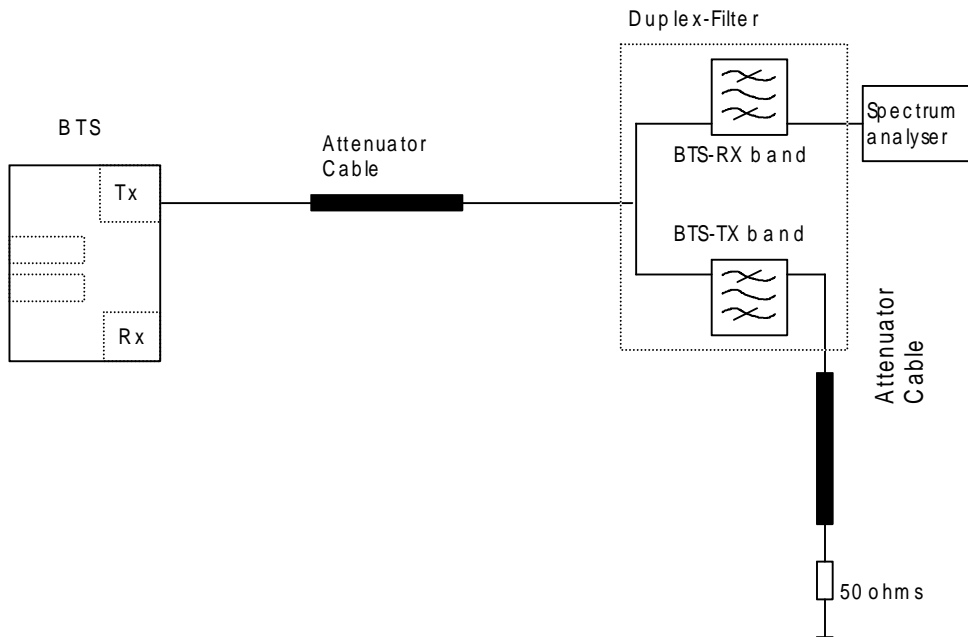 Duplex-Filter
BTS
Tx
Rx
Attenuator
Cable
BTS-RX band
Spectrum
analyser
BTS-TX band
Attenuator
Cable
50 ohms